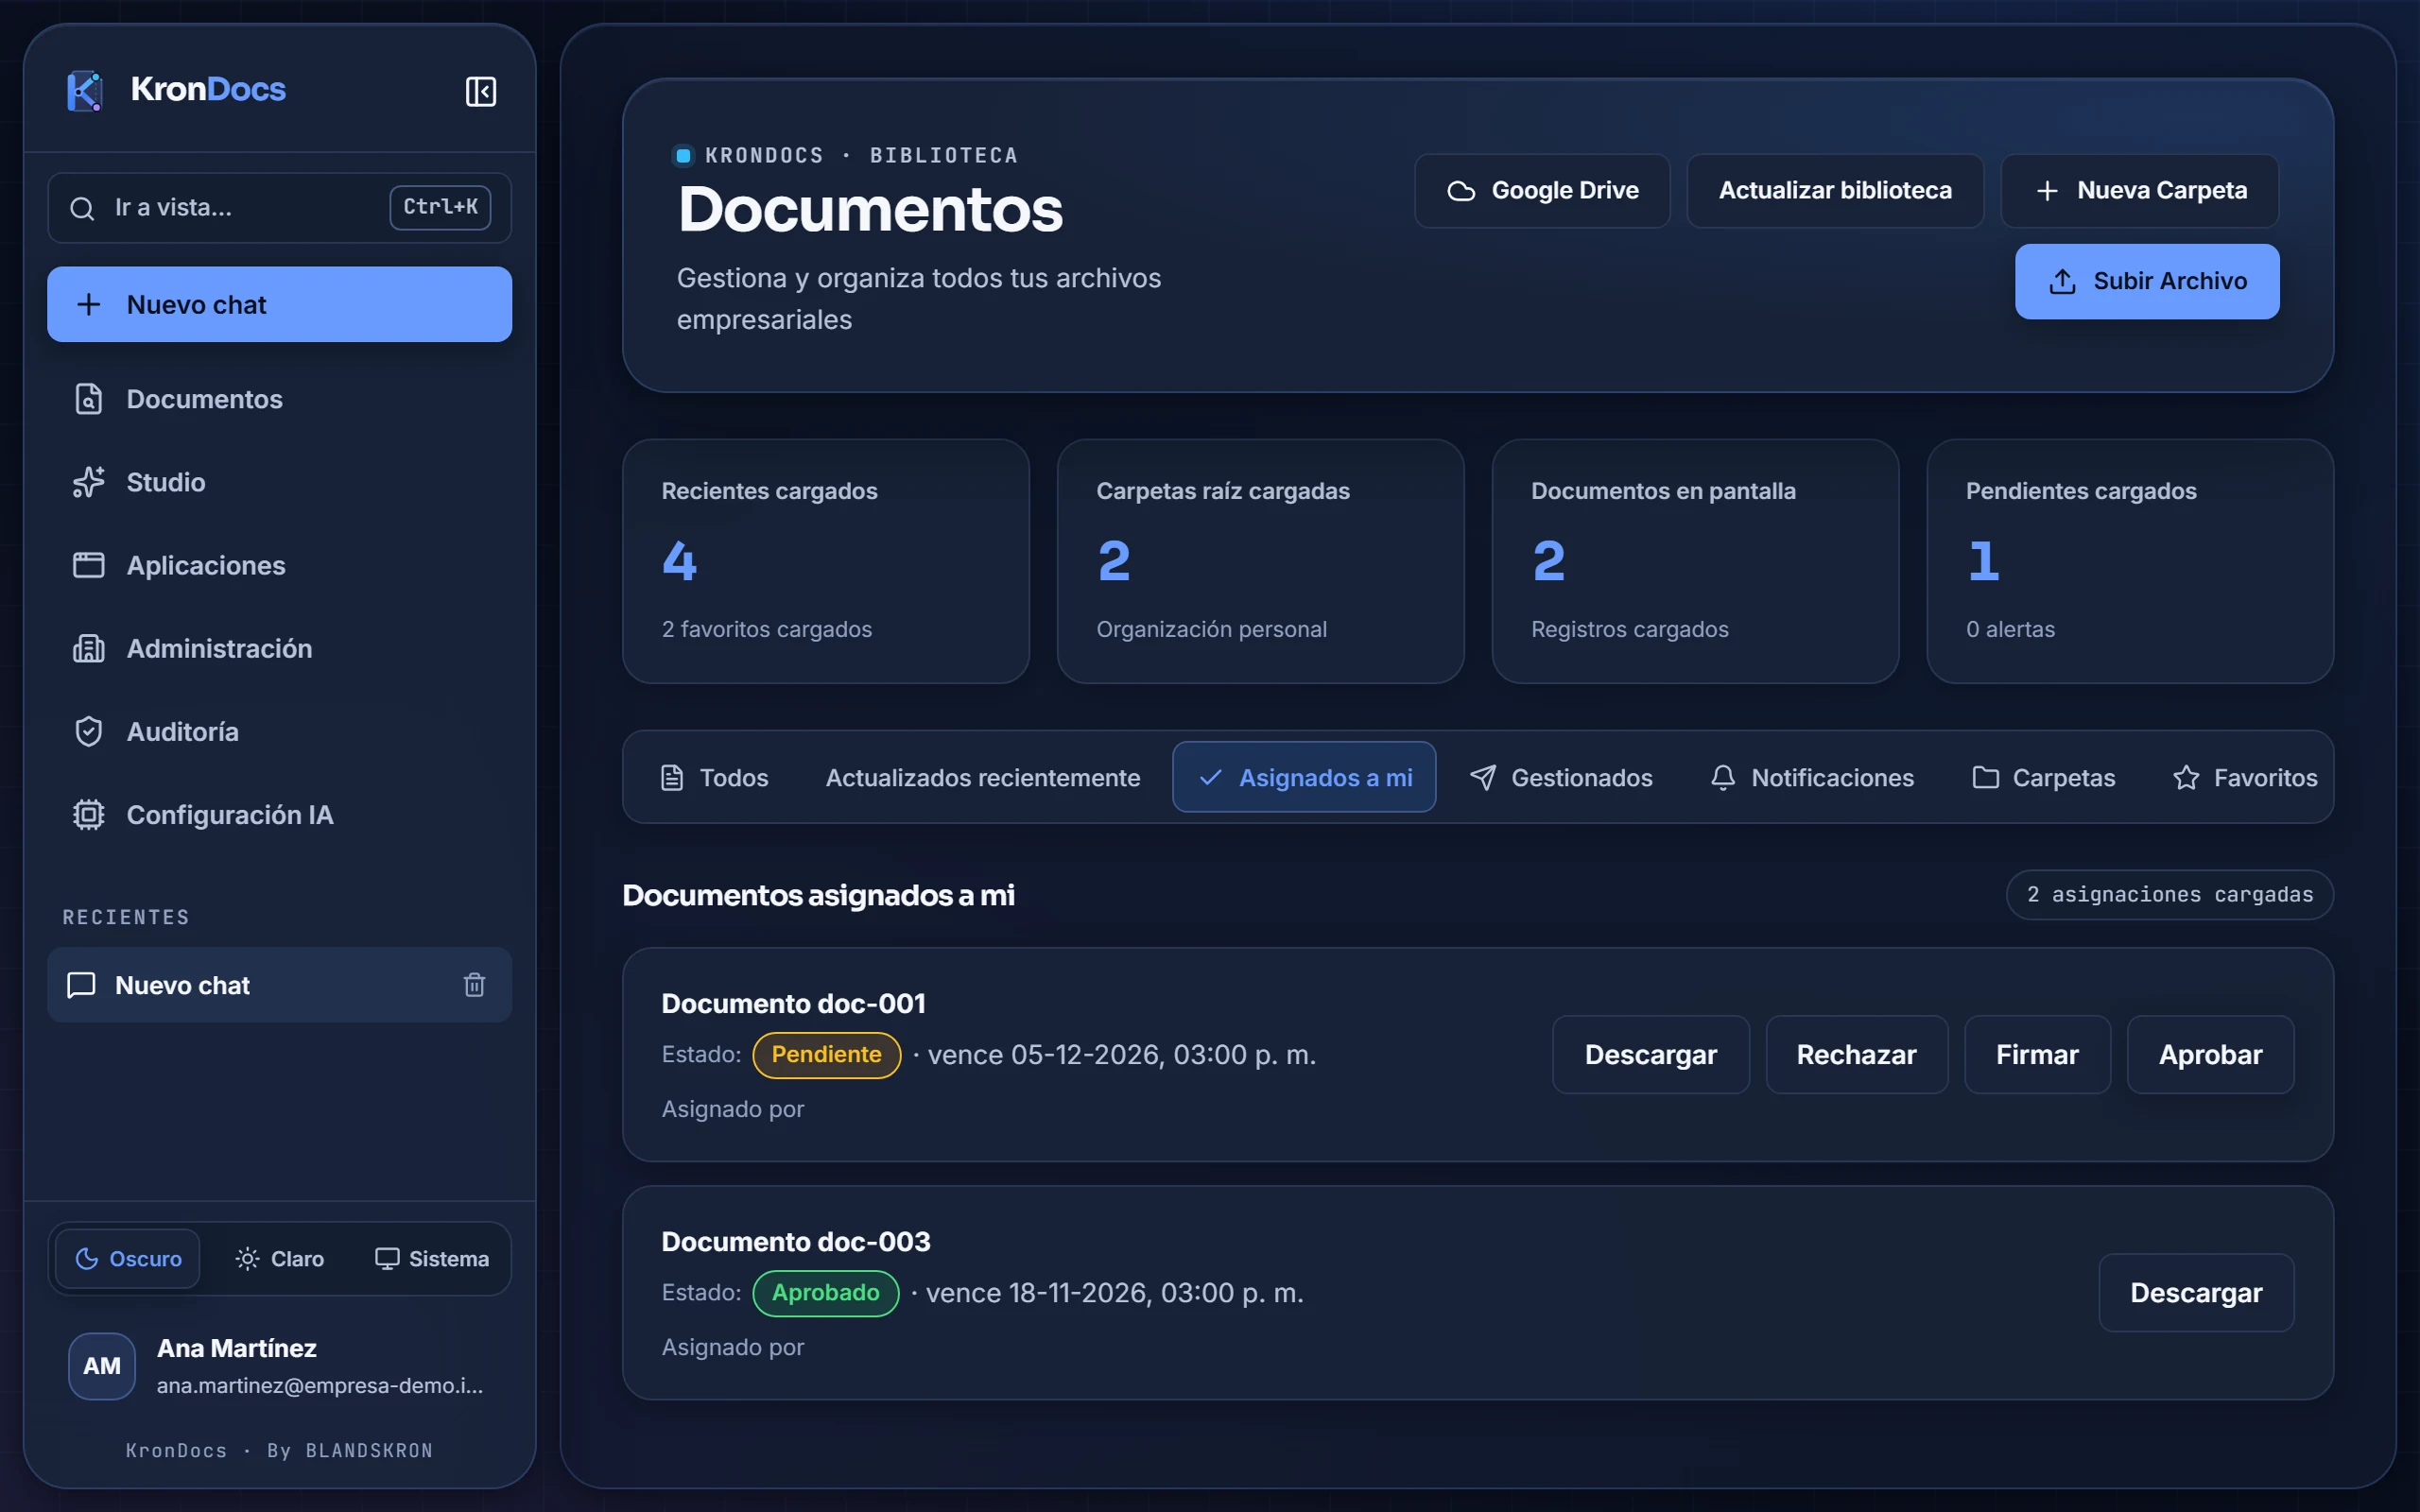 KronDocs
Ir a vista...
Ctrl+K
Nuevo chat
Documentos
Studio
Aplicaciones
Administración
Auditoría
Configuración IA
RECIENTES
Nuevo chat
Oscuro
Claro
Sistema
AM
Ana Martínez
ana.martinez@empresa-demo.i...
KronDocs · By BLANDSKRON
KRONDOCS · BIBLIOTECA
Documentos
Gestiona y organiza todos tus archivos
empresariales
Google Drive
Actualizar biblioteca
Nueva Carpeta
Subir Archivo
Recientes cargados
4
2 favoritos cargados
Carpetas raíz cargadas
2
Organización personal
Documentos en pantalla
2
Registros cargados
Pendientes cargados
1
0 alertas
Todos
Actualizados recientemente
Asignados a mi
Gestionados
Notificaciones
Carpetas
Favoritos
Documentos asignados a mi
2 asignaciones cargadas
Documento doc-001
Estado: Pendiente · vence 05-12-2026, 03:00 p. m.
Asignado por
Descargar
Rechazar
Firmar
Aprobar
Documento doc-003
Estado: Aprobado · vence 18-11-2026, 03:00 p. m.
Asignado por
Descargar